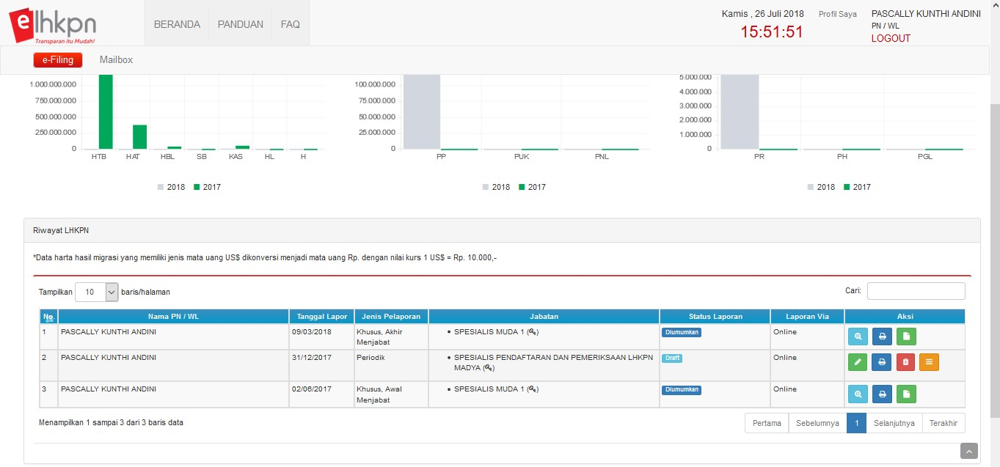 elhkpn
Transparan itu Mudah!
BERANDA PANDUAN FAQ
Kamis , 26 Juli 2018 Profil Saya PASCALLY KUNTHI ANDINI
15:51:51 PN / WL
LOGOUT
e-Filing Mailbox
1.000.000.000
750.000.000
500.000.000
250.000.000
0
HTB HAT HBL SB KAS HL H
2018 2017
100.000.000
75.000.000
50.000.000
25.000.000
0
PP PUK PNL
2018 2017
5.000.000
4.000.000
3.000.000
2.000.000
1.000.000
0
PR PH PGL
2018 2017
Riwayat LHKPN
*Data harta hasil migrasi yang memiliki jenis mata uang US$ dikonversi menjadi mata uang Rp. dengan nilai kurs 1 US$ = Rp. 10.000,-
Tampilkan 10 baris/halaman Cari:
No. Nama PN / WL Tanggal Lapor Jenis Pelaporan Jabatan Status Laporan Laporan Via Aksi
1 PASCALLY KUNTHI ANDINI 09/03/2018 Khusus, Akhir • SPESIALIS MUDA 1 () Diumumkan Online
Menjabat
2 PASCALLY KUNTHI ANDINI 31/12/2017 Periodik • SPESIALIS PENDAFTARAN DAN PEMERIKSAAN LHKPN Draft Online
MADYA ()
3 PASCALLY KUNTHI ANDINI 02/06/2017 Khusus, Awal • SPESIALIS MUDA 1 () Diumumkan Online
Menjabat
Menampilkan 1 sampai 3 dari 3 baris data Pertama Sebelumnya 1 Selanjutnya Terakhir